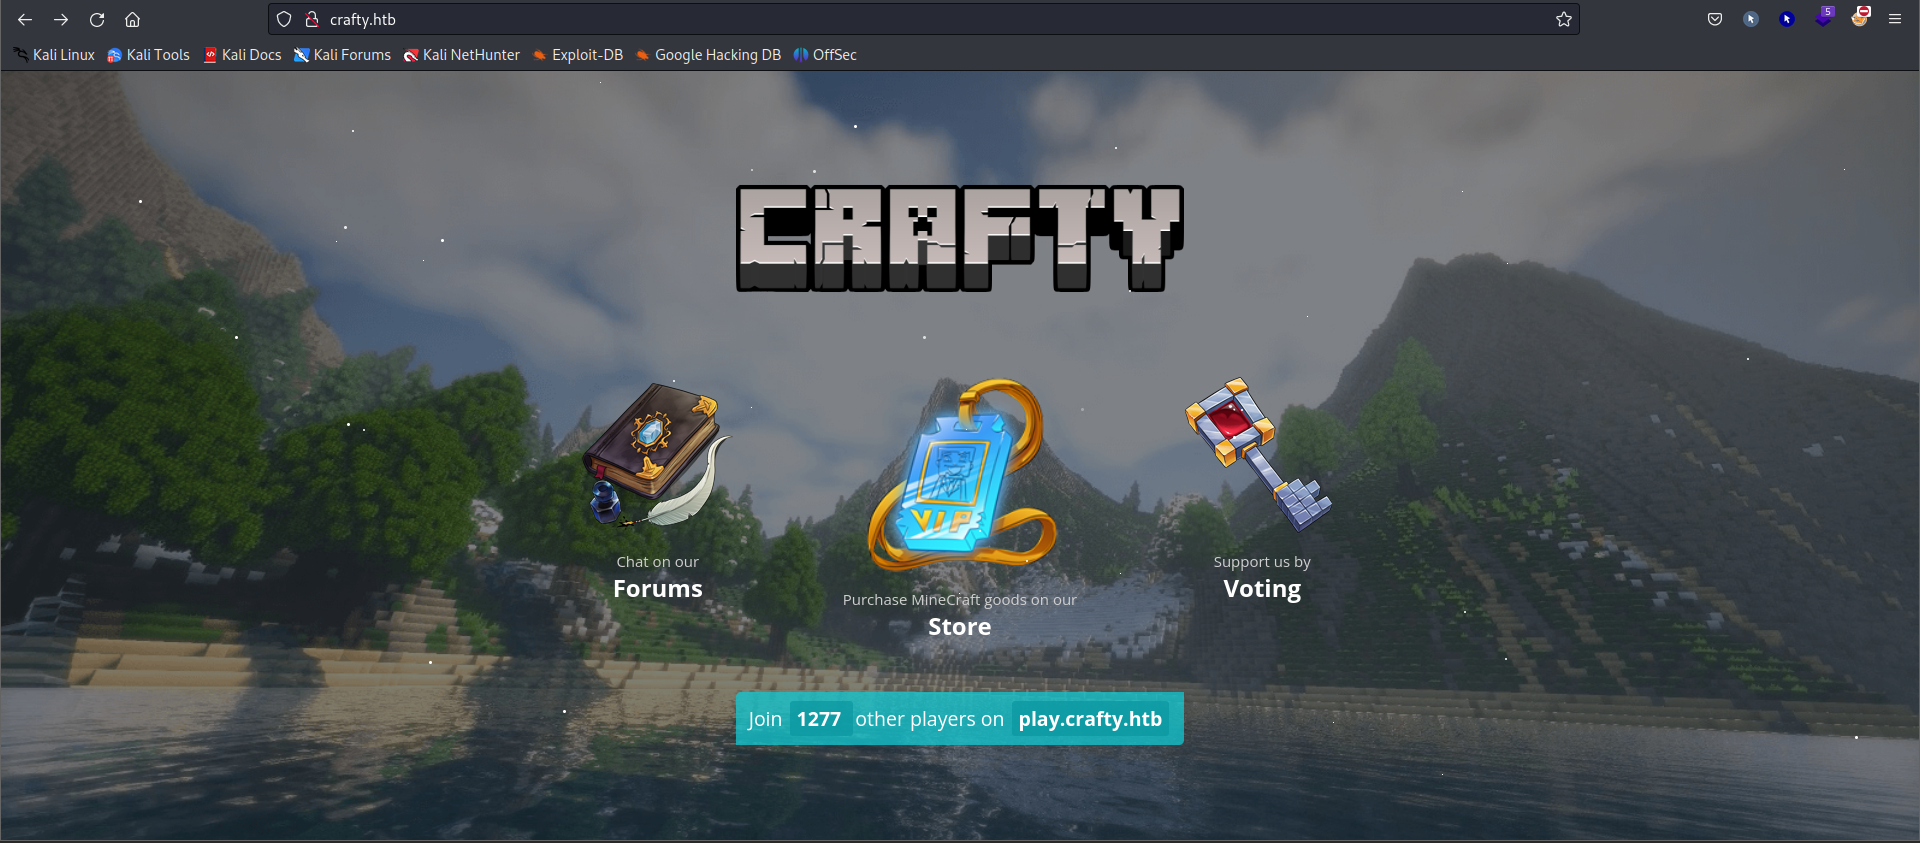 crafty.htb
5
Kali Linux Kali Tools Kali Docs Kali Forums Kali NetHunter Exploit-DB Google Hacking DB OffSec
CRAFTY
VIP
Chat on our
Forums
Purchase MineCraft goods on our
Store
Support us by
Voting
Join 1277 other players on play.crafty.htb